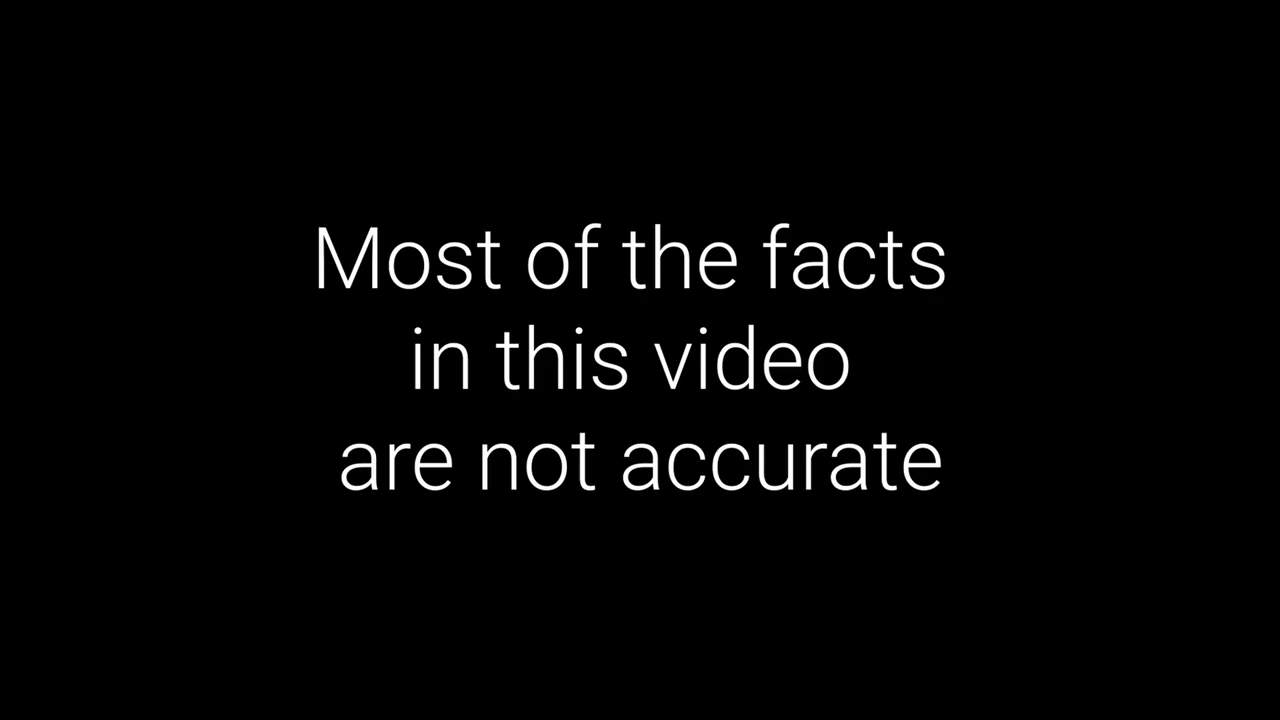 Most of the facts
in this video
are not accurate